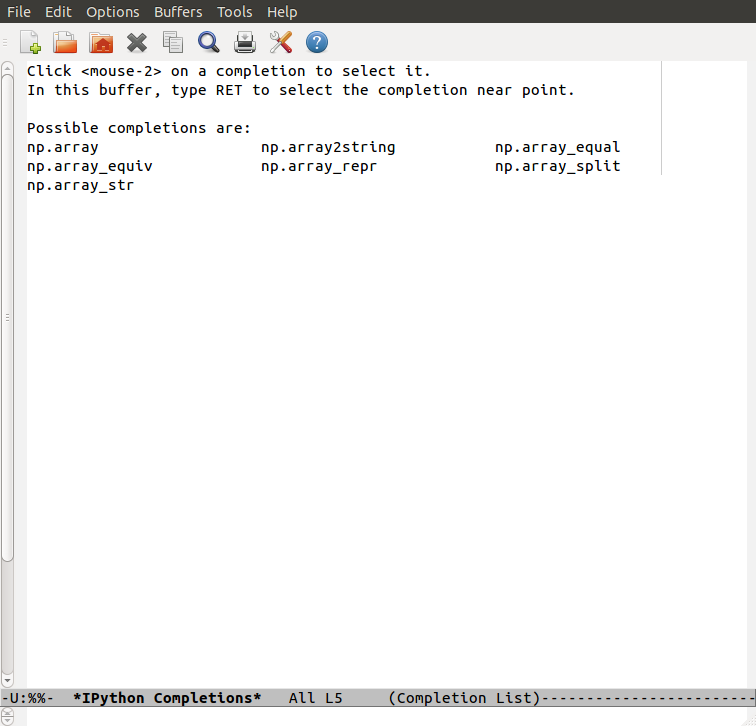 File Edit Options Buffers Tools Help
Click <mouse-2> on a completion to select it.
In this buffer, type RET to select the completion near point.
Possible completions are:
np.array np.array2string np.array_equal
np.array_equiv np.array_repr np.array_split
np.array_str
-U:%%- *IPython Completions* All L5 (Completion List)------------------------